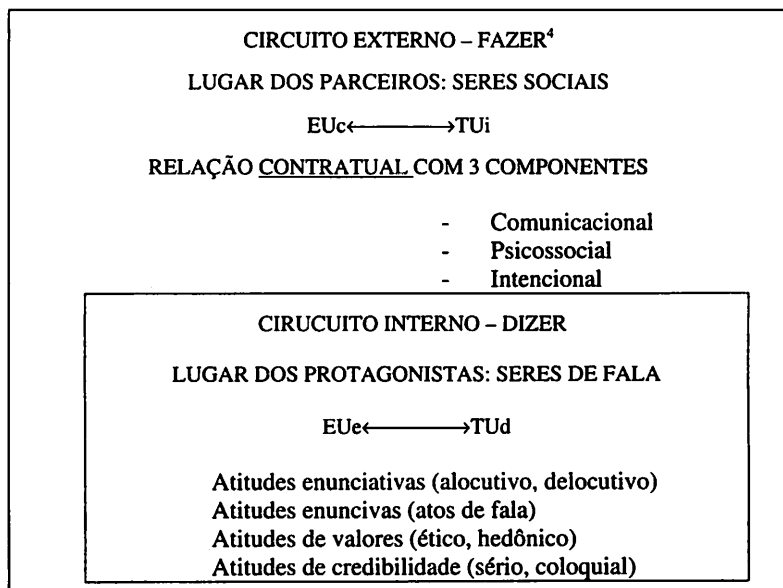 CIRCUITO EXTERNO – FAZER⁴
LUGAR DOS PARCEIROS: SERES SOCIAIS
EUc←→TUi
RELAÇÃO CONTRATUAL COM 3 COMPONENTES
- Comunicacional
- Psicossocial
- Intencional
CIRUCUITO INTERNO – DIZER
LUGAR DOS PROTAGONISTAS: SERES DE FALA
EUe←→TUd
Atitudes enunciativas (alocutivo, delocutivo)
Atitudes enuncivas (atos de fala)
Atitudes de valores (ético, hedônico)
Atitudes de credibilidade (sério, coloquial)